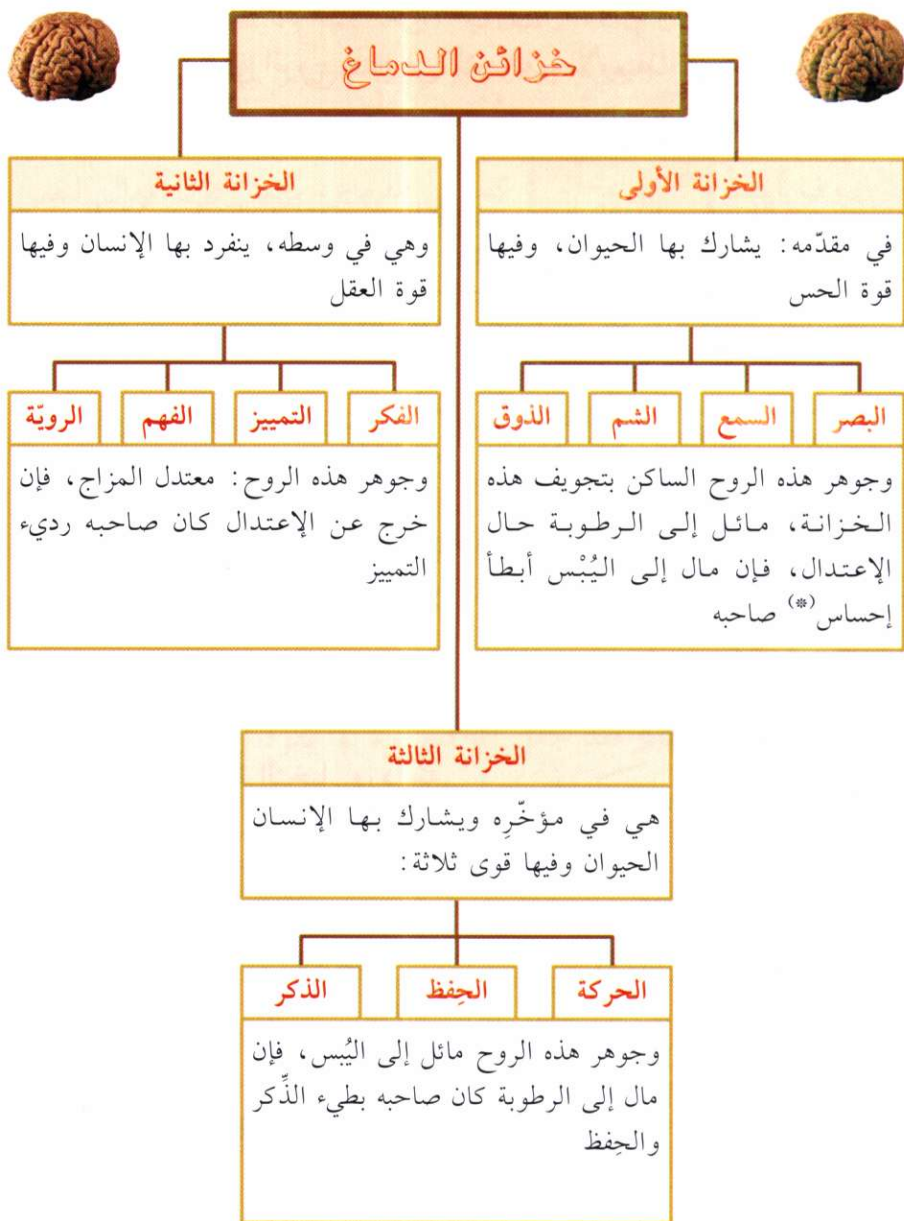 خزائن الدماغ
الخزانة الأولى
في مقدّمه: يشارك بها الحيوان، وفيها
قوة الحس
البصر
السمع
الشم
الذوق
وجوهر هذه الروح الساكن بتجويف هذه
الخزانة، مائل إلى الرطوبة حال
الإعتدال، فإن مال إلى اليُبْس أبطأ
إحساس(*) صاحبه
الخزانة الثانية
وهي في وسطه، ينفرد بها الإنسان وفيها
قوة العقل
الفكر
التمييز
الفهم
الرويّة
وجوهر هذه الروح: معتدل المزاج، فإن
خرج عن الإعتدال كان صاحبه رديء
التمييز
الخزانة الثالثة
هي في مؤخّرِه ويشارك بها الإنسان
الحيوان وفيها قوى ثلاثة:
الحركة
الحِفظ
الذكر
وجوهر هذه الروح مائل إلى اليُبس، فإن
مال إلى الرطوبة كان صاحبه بطيء الذِّكر
والحِفظ